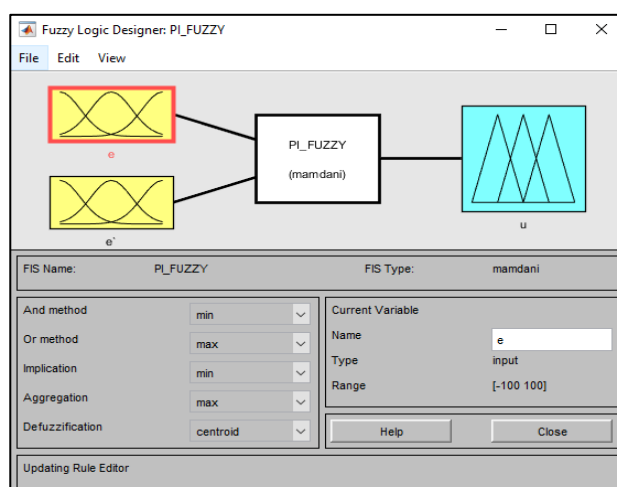 Fuzzy Logic Designer: PI_FUZZY
File Edit View
e
e`
PI_FUZZY
(mamdani)
u
FIS Name: PI_FUZZY FIS Type: mamdani
And method min
Or method max
Implication min
Aggregation max
Defuzzification centroid
Current Variable
Name e
Type input
Range [-100 100]
Help Close
Updating Rule Editor